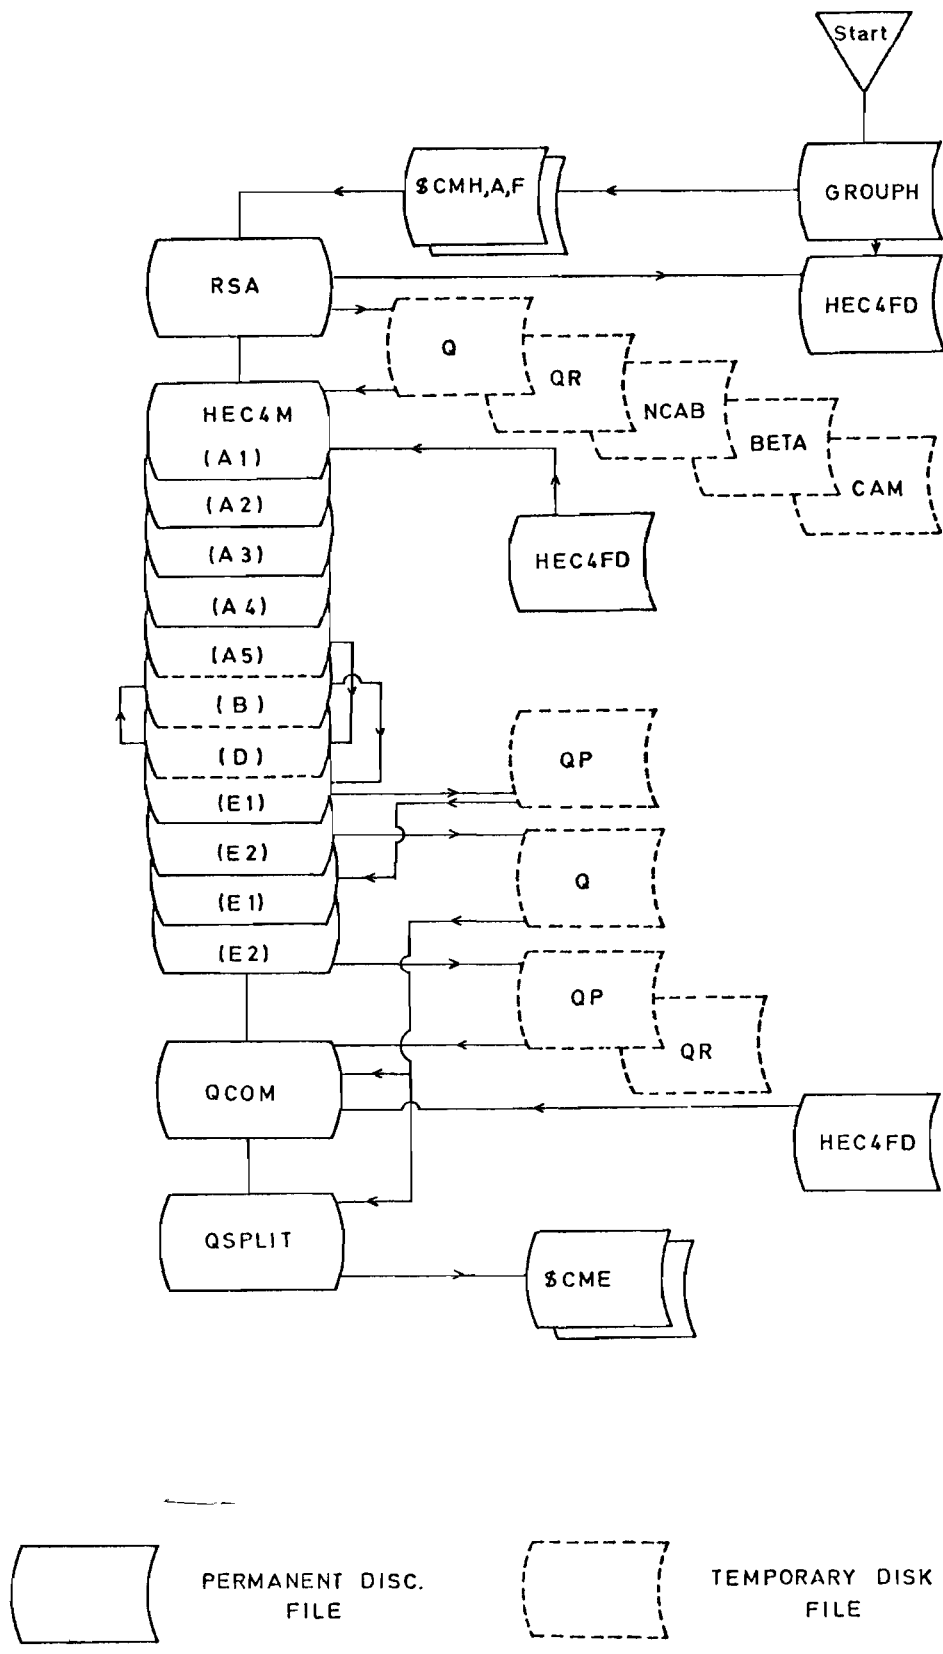 Start
GROUPH
$CMH,A,F
RSA
HEC4FD
Q
QR
NCAB
BETA
CAM
HEC4M
(A1)
(A2)
(A3)
(A4)
(A5)
(B)
(D)
(E1)
(E2)
(E1)
(E2)
HEC4FD
QP
Q
QP
QR
QCOM
HEC4FD
QSPLIT
$CME
PERMANENT DISC.
FILE
TEMPORARY DISK
FILE